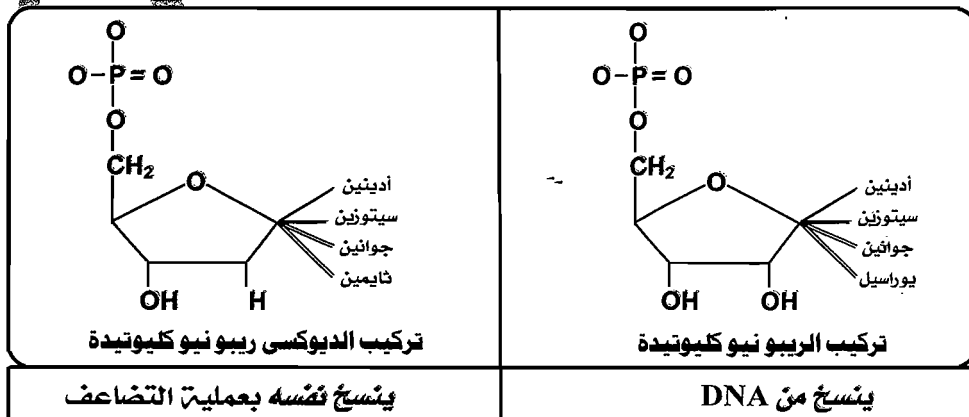 O
O–P=O
O
CH₂
O
أدينين
سيتوزين
جوانين
يوراسيل
OH OH
تركيب الريبو نيو كليوتيدة
ينسخ من DNA
O
O–P=O
O
CH₂
O
أدينين
سيتوزين
جوانين
ثايمين
OH H
تركيب الديوكسى ريبو نيو كليوتيدة
ينسخ نفسه بعملية التضاعف